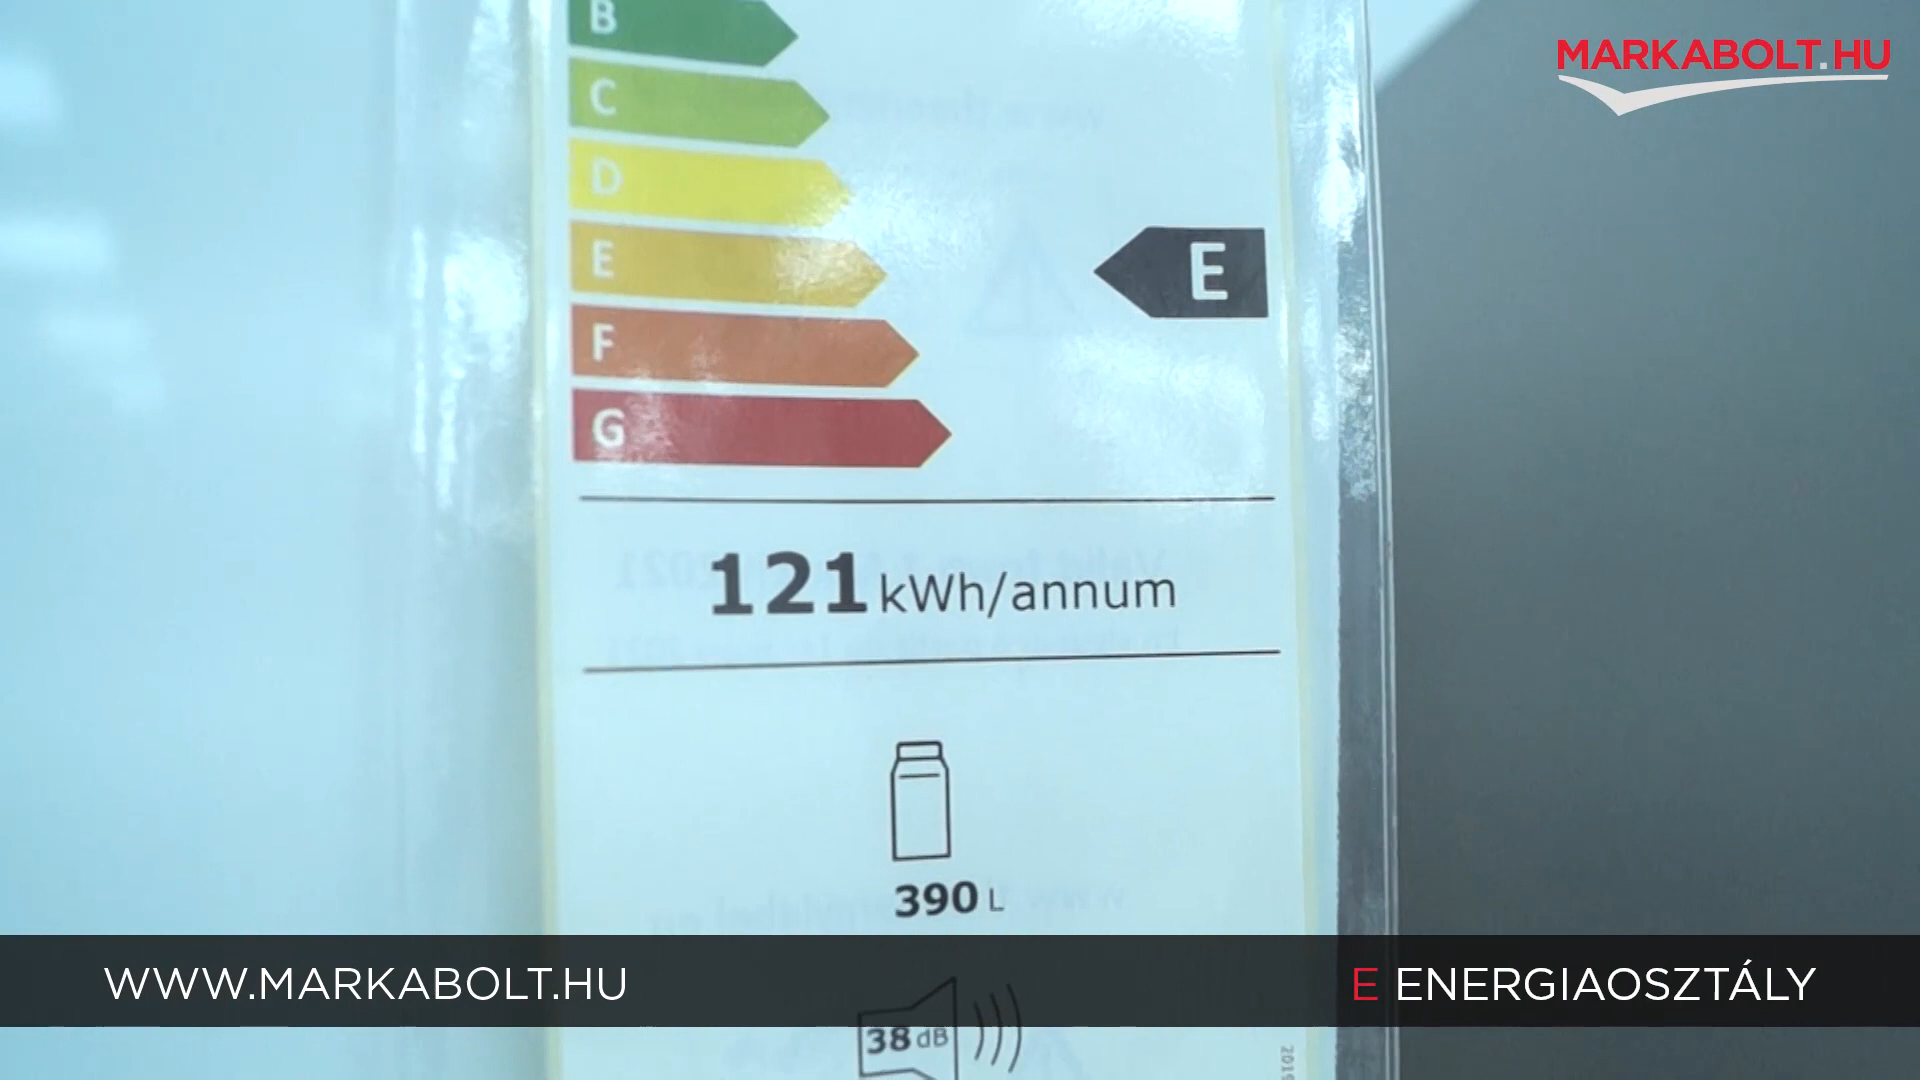 MARKABOLT.HU
B
C
D
E
E
F
G
121 kWh/annum
390 L
WWW.MARKABOLT.HU
E ENERGIAOSZTÁLY
38 dB